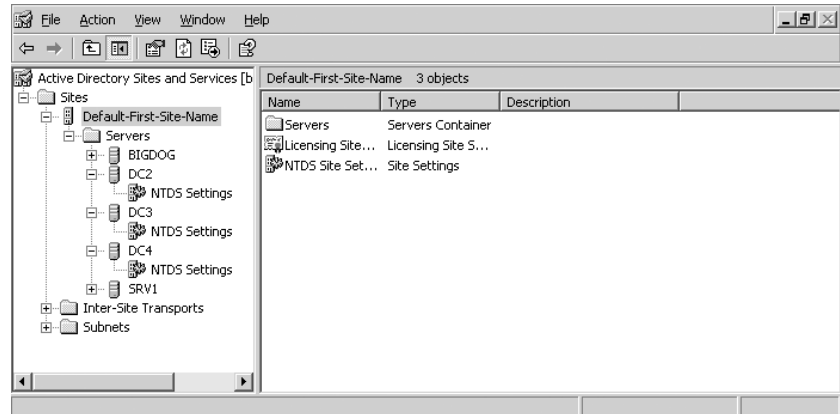 File Action View Window Help
Active Directory Sites and Services [b
Sites
Default-First-Site-Name
Servers
BIGDOG
DC2
NTDS Settings
DC3
NTDS Settings
DC4
NTDS Settings
SRV1
Inter-Site Transports
Subnets
Default-First-Site-Name 3 objects
Name Type Description
Servers Servers Container
Licensing Site... Licensing Site S...
NTDS Site Set... Site Settings